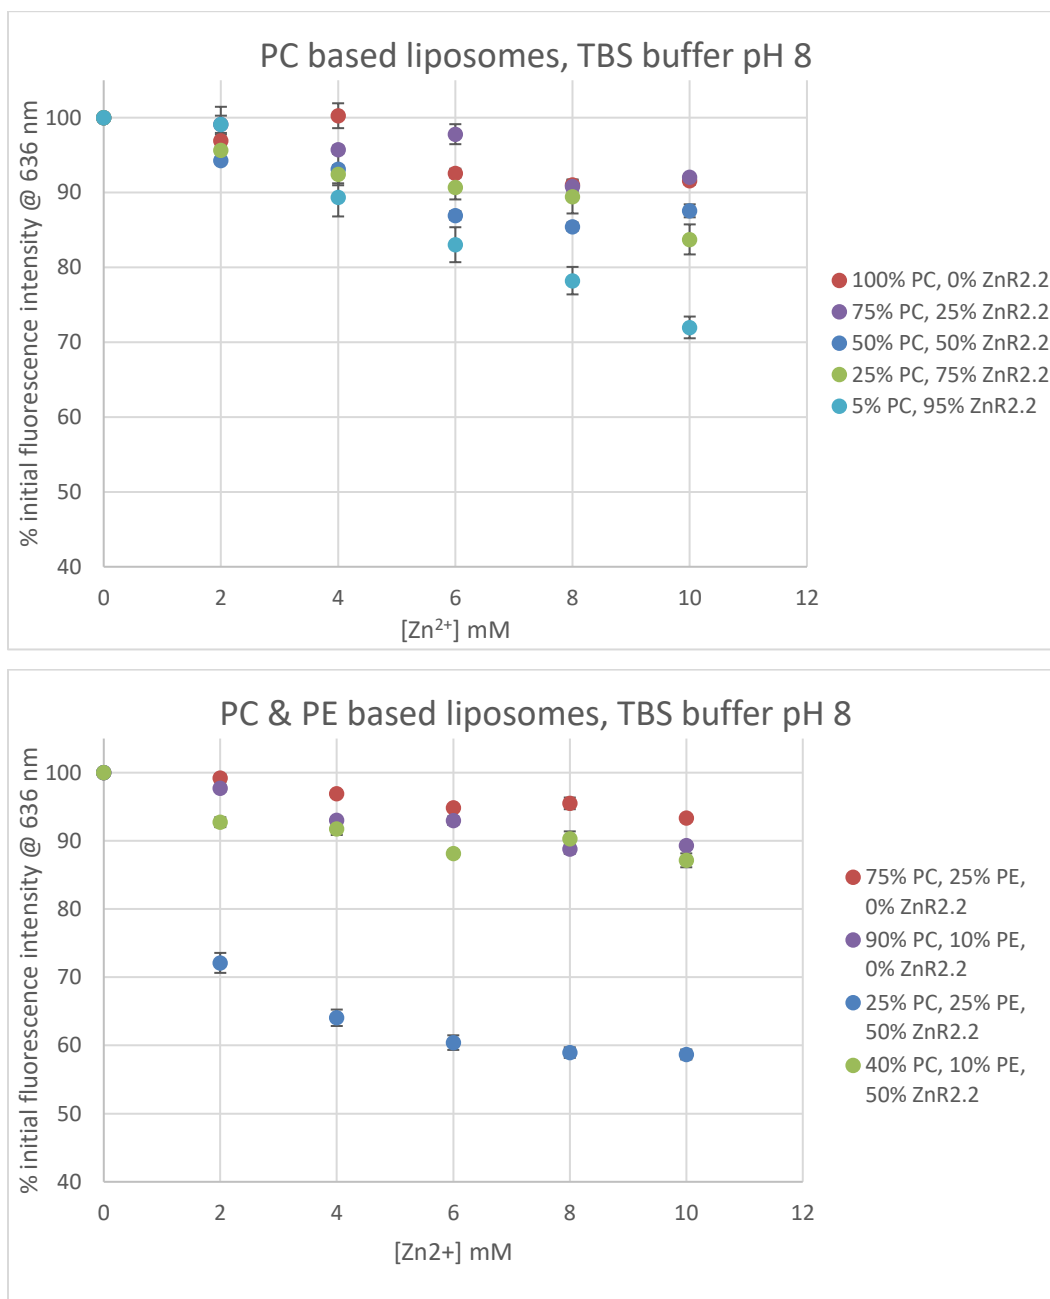 PC based liposomes, TBS buffer pH 8
% initial fluorescence intensity @ 636 nm
100
90
80
70
60
50
40
0 2 4 6 8 10 12
[Zn²⁺] mM
100% PC, 0% ZnR2.2
75% PC, 25% ZnR2.2
50% PC, 50% ZnR2.2
25% PC, 75% ZnR2.2
5% PC, 95% ZnR2.2
PC & PE based liposomes, TBS buffer pH 8
% initial fluorescence intensity @ 636 nm
100
90
80
70
60
50
40
0 2 4 6 8 10 12
[Zn2+] mM
75% PC, 25% PE,
0% ZnR2.2
90% PC, 10% PE,
0% ZnR2.2
25% PC, 25% PE,
50% ZnR2.2
40% PC, 10% PE,
50% ZnR2.2